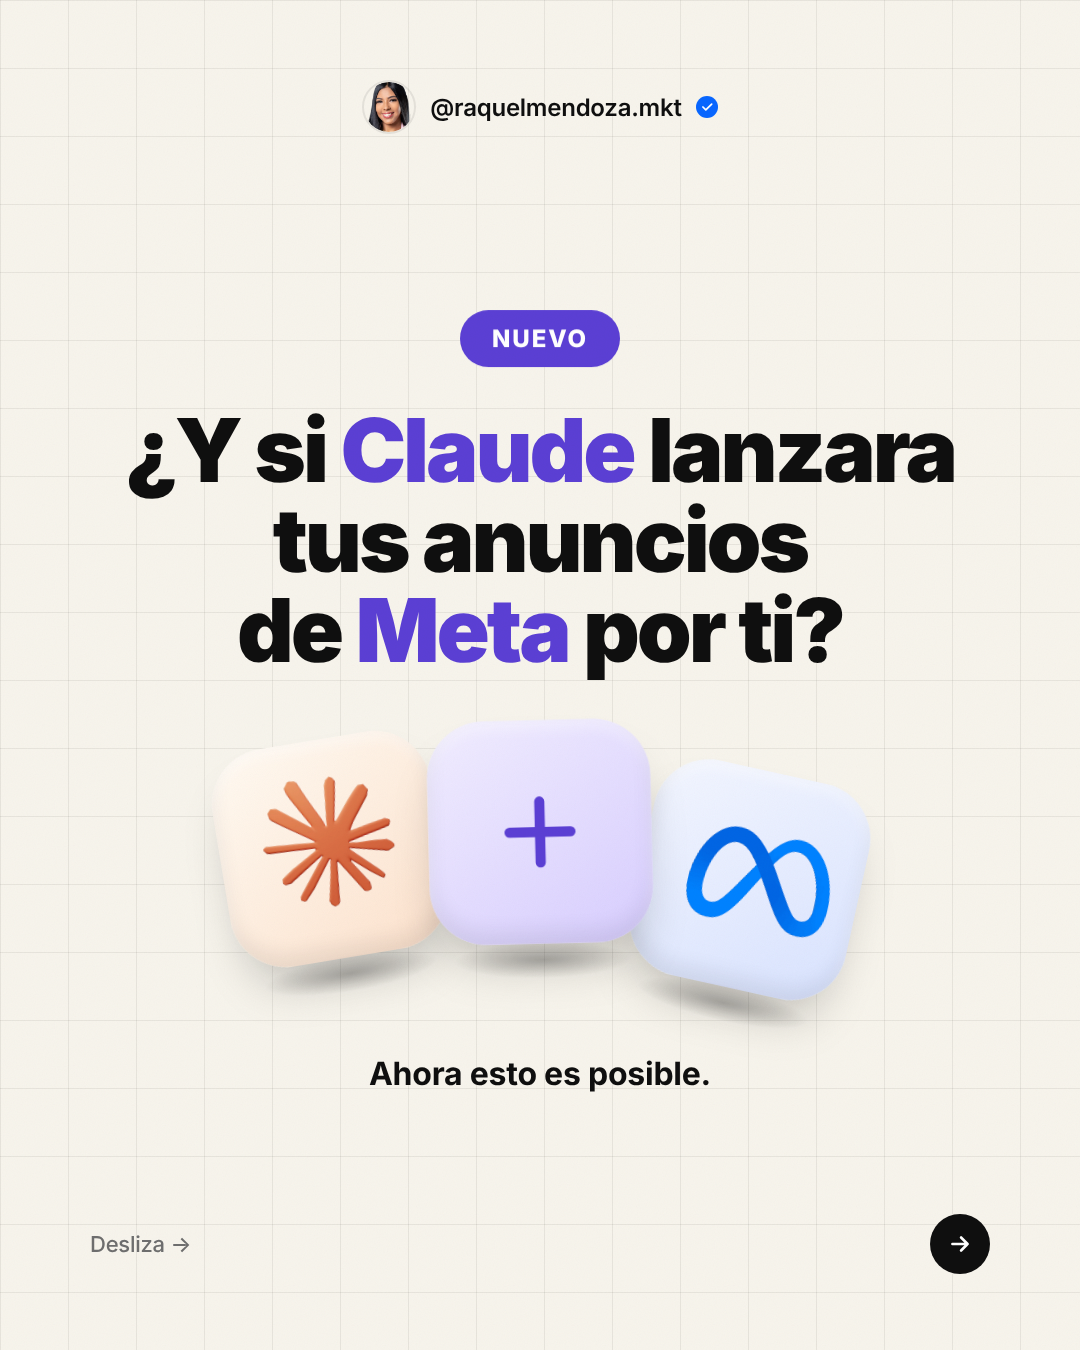 @raquelmendoza.mkt
NUEVO
¿Y si Claude lanzara
tus anuncios
de Meta por ti?
Ahora esto es posible.
Desliza →